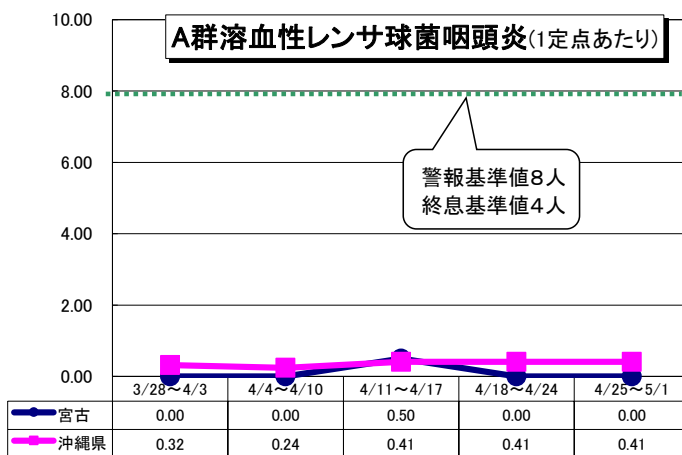 A群溶血性レンサ球菌咽頭炎(1定点あたり)
10.00
8.00
警報基準値8人
終息基準値4人
6.00
4.00
2.00
0.00
3/28～4/3 4/4～4/10 4/11～4/17 4/18～4/24 4/25～5/1
宮古 0.00 0.00 0.50 0.00 0.00
沖縄県 0.32 0.24 0.41 0.41 0.41